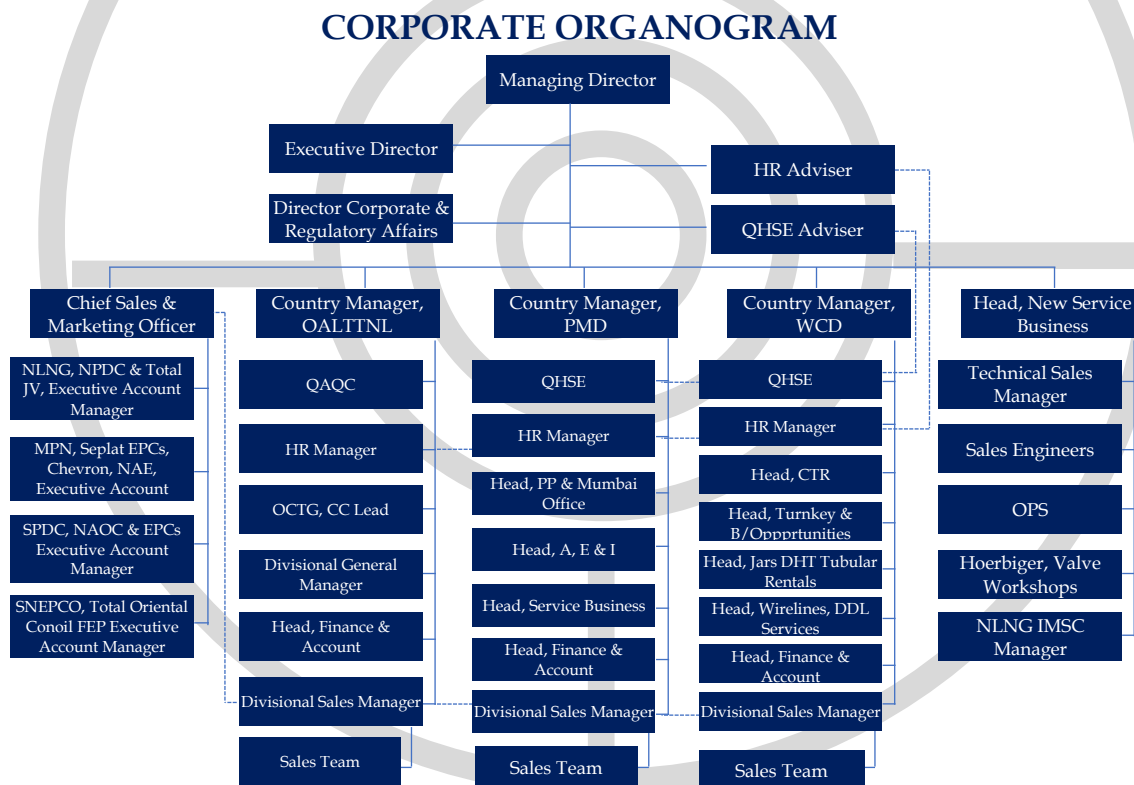 CORPORATE ORGANOGRAM
Managing Director
Executive Director
HR Adviser
Director Corporate &
Regulatory Affairs
QHSE Adviser
Chief Sales &
Marketing Officer
NLNG, NPDC & Total
JV, Executive Account
Manager
MPN, Seplat EPCs,
Chevron, NAE,
Executive Account
SPDC, NAOC & EPCs
Executive Account
Manager
SNEPCO, Total Oriental
Conoil FEP Executive
Account Manager
Country Manager,
OALTTNL
QAQC
HR Manager
OCTG, CC Lead
Divisional General
Manager
Head, Finance &
Account
Divisional Sales Manager
Sales Team
Country Manager,
PMD
QHSE
HR Manager
Head, PP & Mumbai
Office
Head, A, E & I
Head, Service Business
Head, Finance &
Account
Divisional Sales Manager
Sales Team
Country Manager,
WCD
QHSE
HR Manager
Head, CTR
Head, Turnkey &
B/Oppprtunities
Head, Jars DHT Tubular
Rentals
Head, Wirelines, DDL
Services
Head, Finance &
Account
Divisional Sales Manager
Sales Team
Head, New Service
Business
Technical Sales
Manager
Sales Engineers
OPS
Hoerbiger, Valve
Workshops
NLNG IMSC
Manager